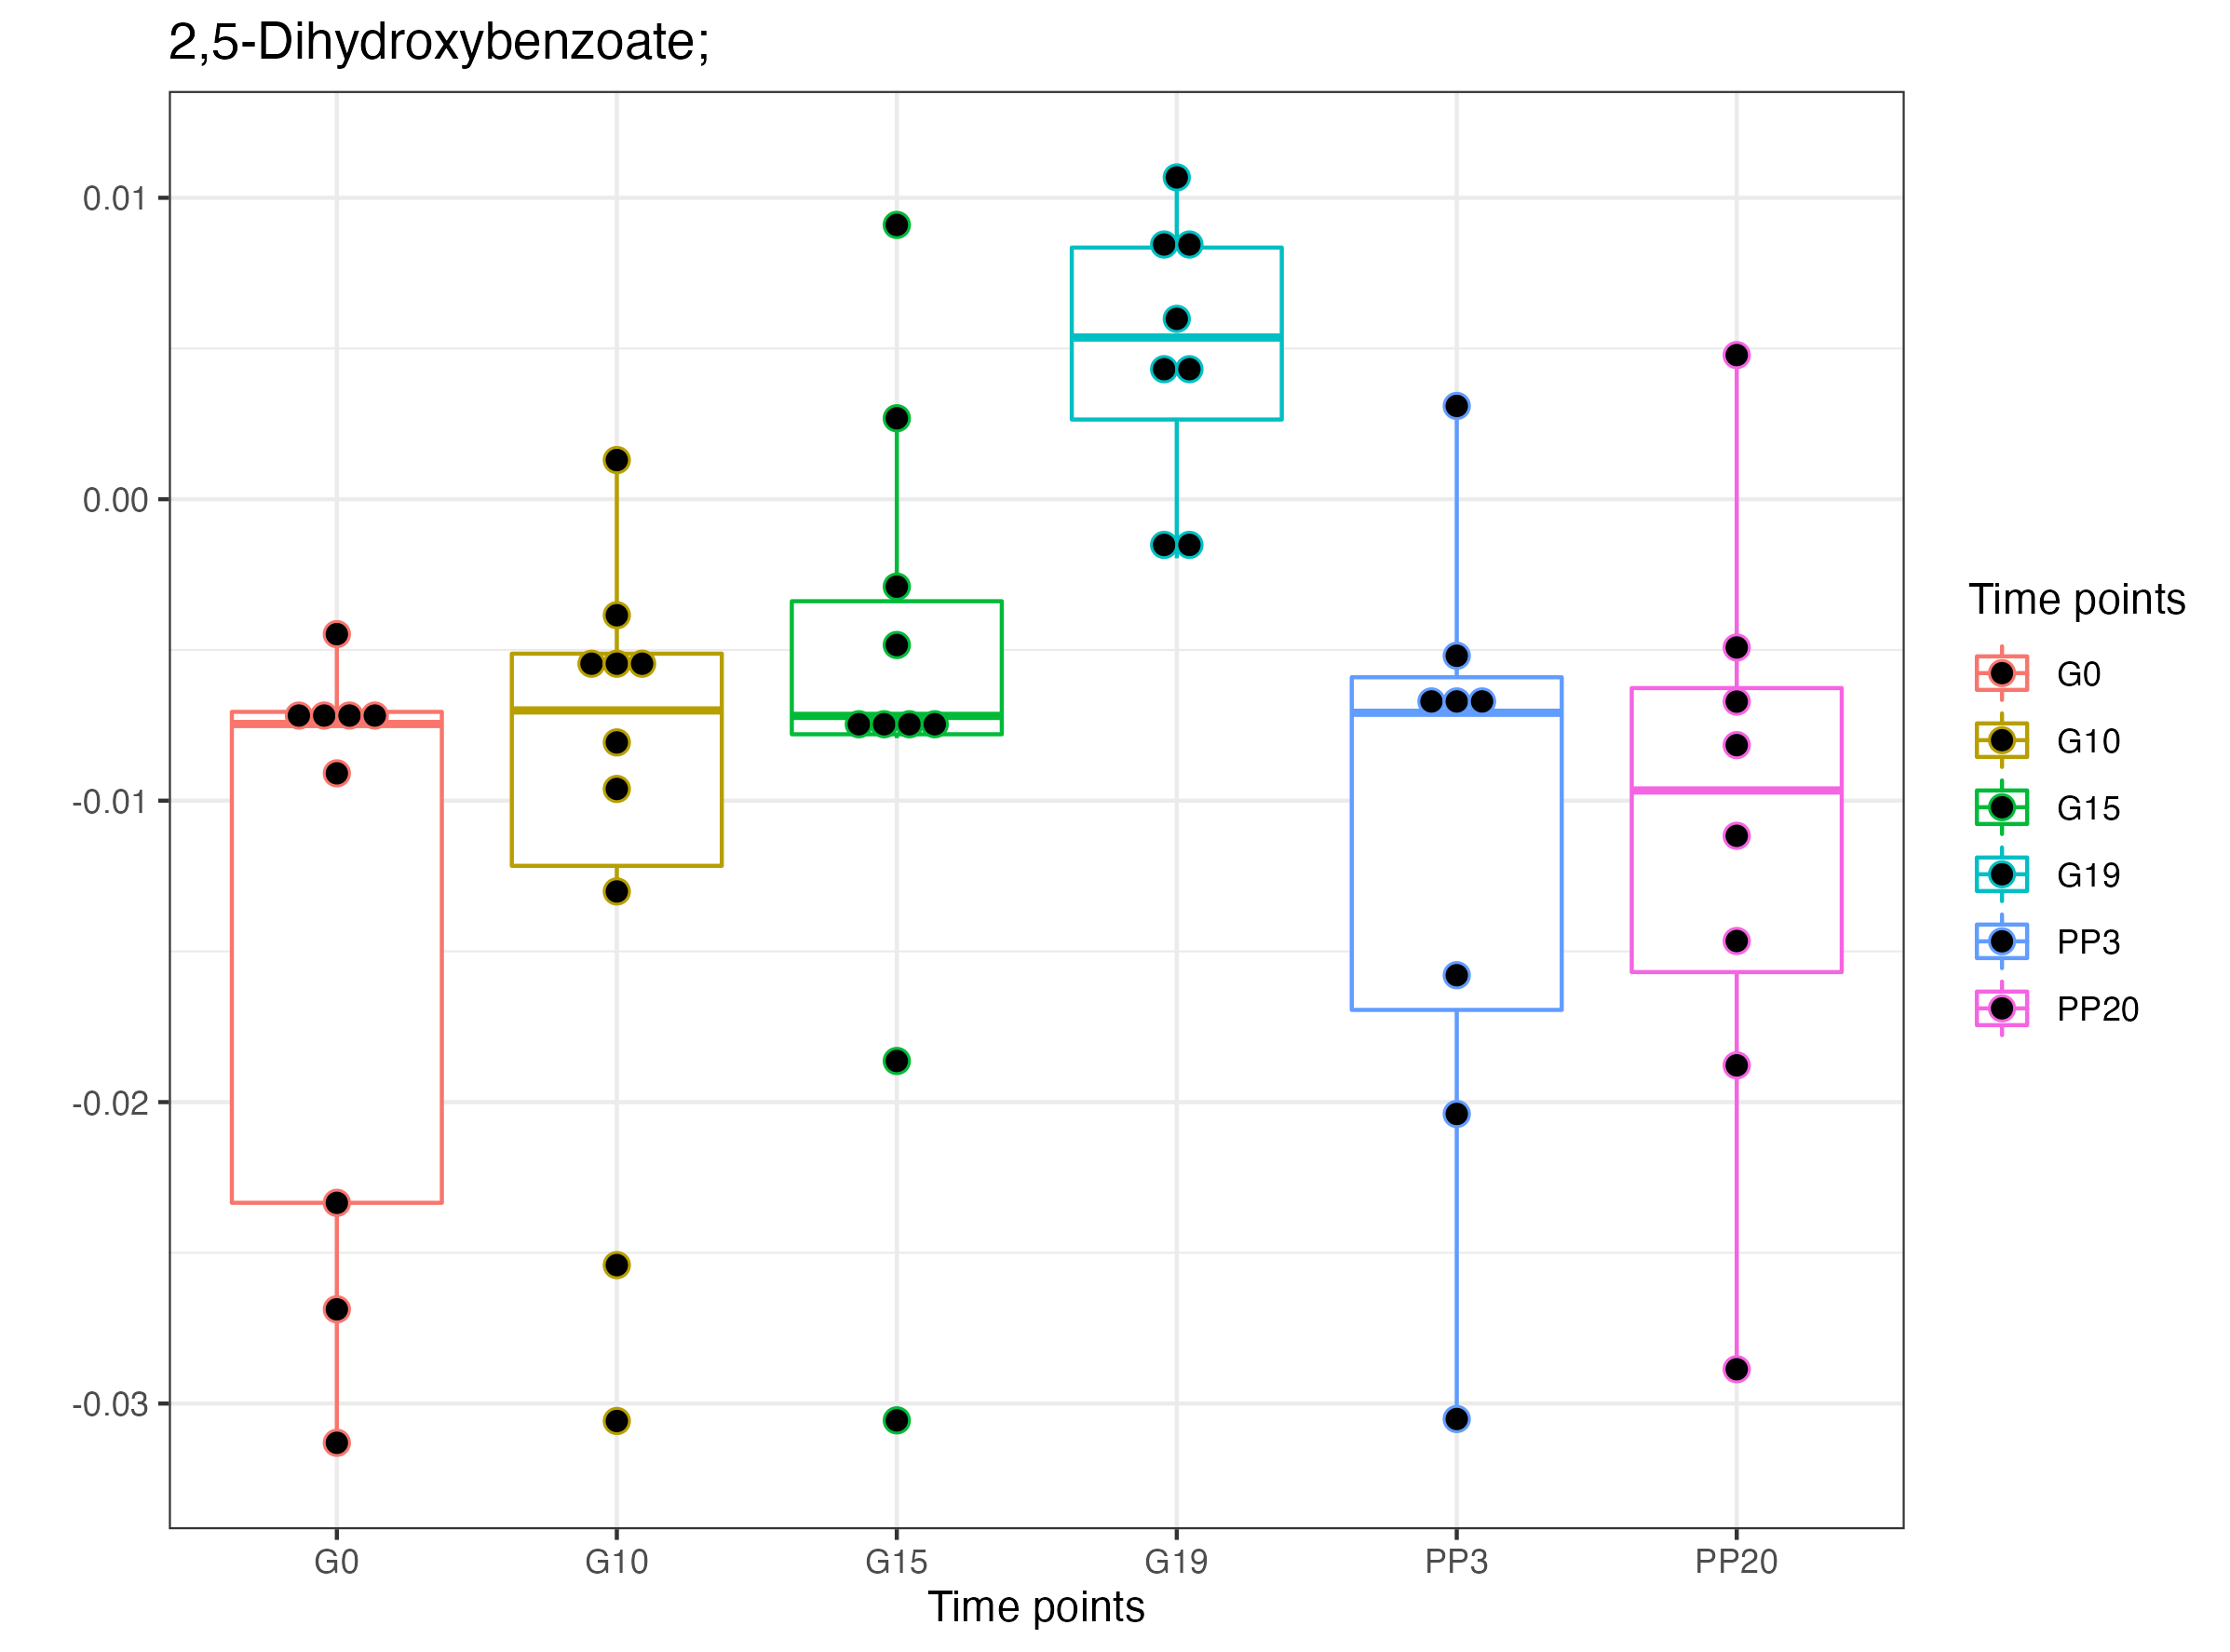 2,5-Dihydroxybenzoate;
0.01
0.00
-0.01
-0.02
-0.03
G0 G10 G15 G19 PP3 PP20
Time points
Time points
G0
G10
G15
G19
PP3
PP20